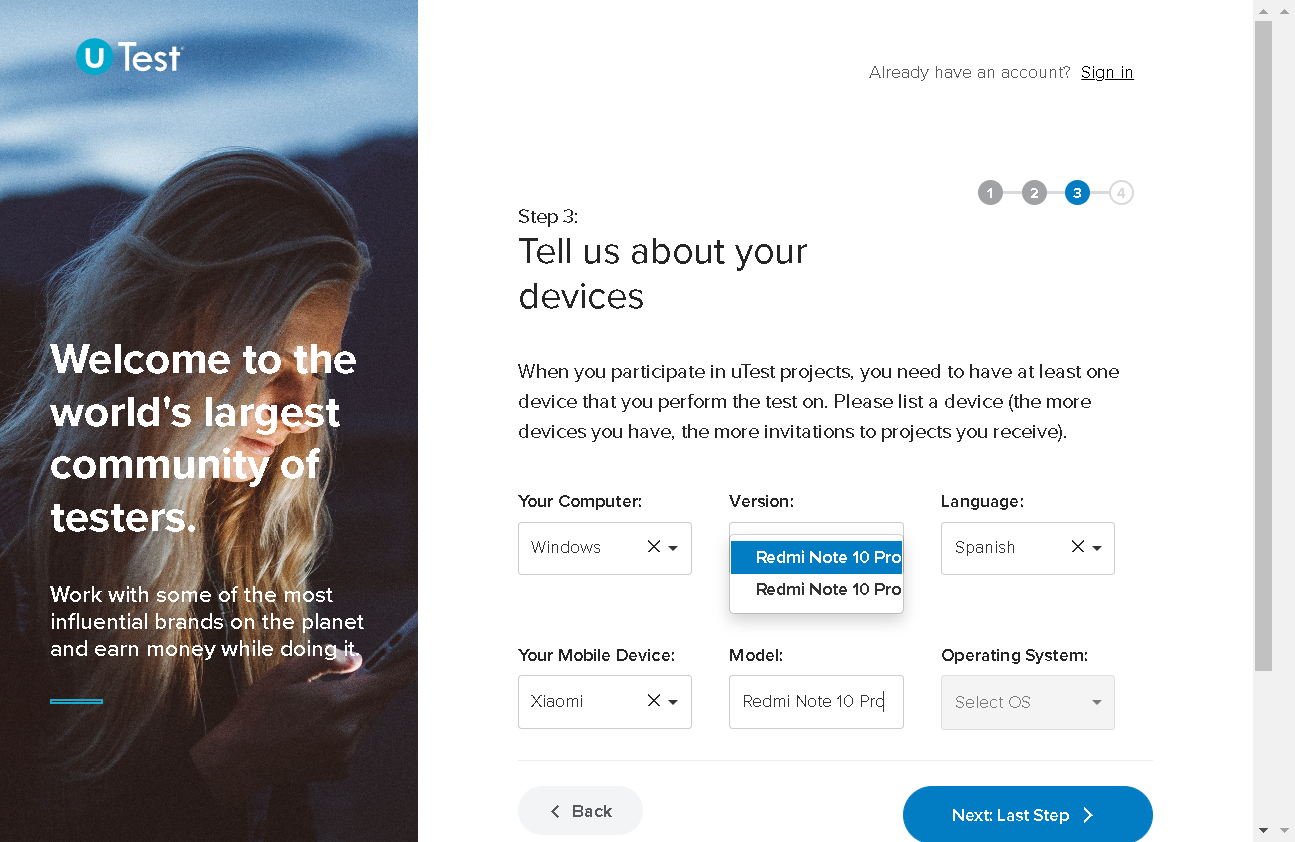 U Test
Already have an account? Sign in
1 2 3 4
Step 3:
Tell us about your
devices
Welcome to the
world's largest
community of
testers.
Work with some of the most
influential brands on the planet
and earn money while doing it.
When you participate in uTest projects, you need to have at least one
device that you perform the test on. Please list a device (the more
devices you have, the more invitations to projects you receive).
Your Computer: Version: Language:
Windows Spanish
Redmi Note 10 Pro
Redmi Note 10 Pro
Your Mobile Device: Model: Operating System:
Xiaomi Redmi Note 10 Pro Select OS
Back Next: Last Step